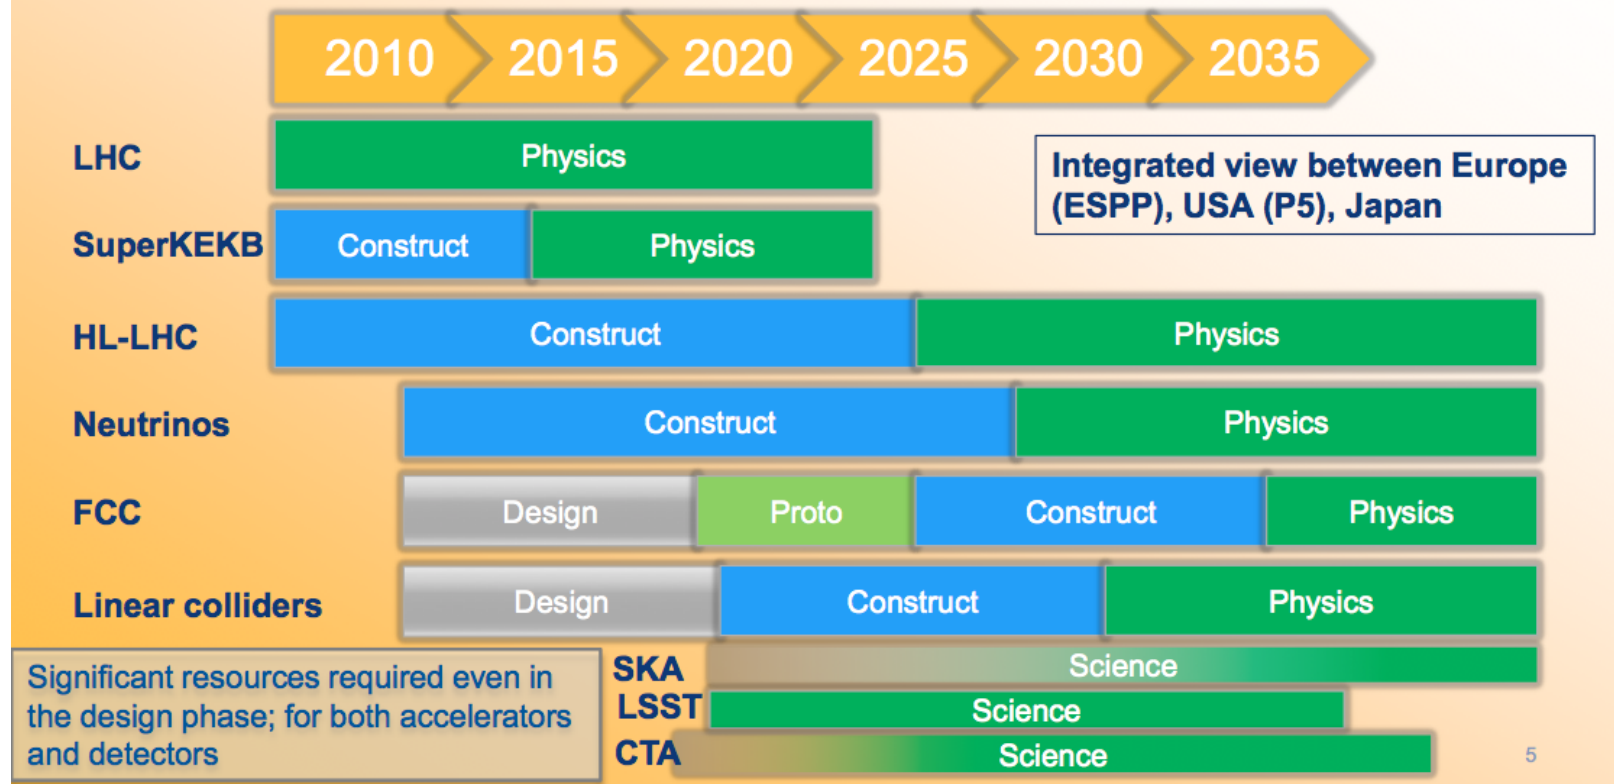 2010 2015 2020 2025 2030 2035
LHC Physics
Integrated view between Europe
(ESPP), USA (P5), Japan
SuperKEKB Construct Physics
HL-LHC Construct Physics
Neutrinos Construct Physics
FCC Design Proto Construct Physics
Linear colliders Design Construct Physics
Significant resources required even in
the design phase; for both accelerators
and detectors
SKA Science
LSST Science
CTA Science
5